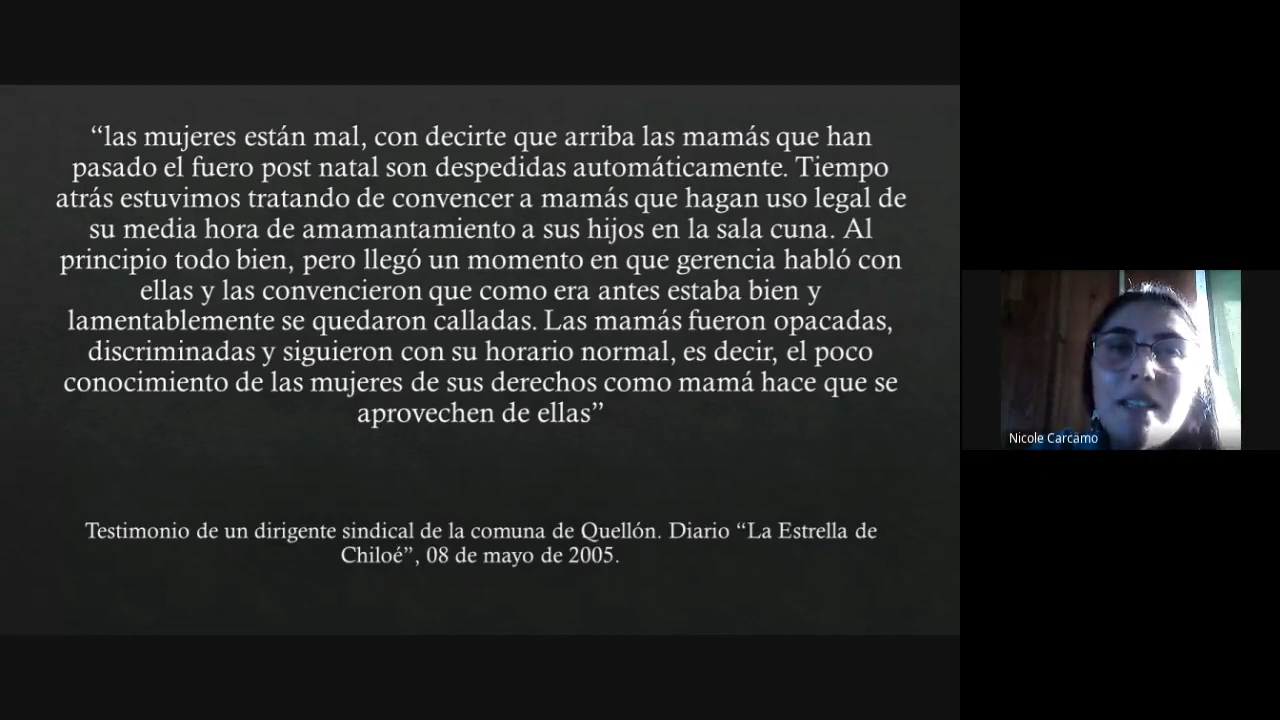 “las mujeres están mal, con decirte que arriba las mamás que han
pasado el fuero post natal son despedidas automáticamente. Tiempo
atrás estuvimos tratando de convencer a mamás que hagan uso legal de
su media hora de amamantamiento a sus hijos en la sala cuna. Al
principio todo bien, pero llegó un momento en que gerencia habló con
ellas y las convencieron que como era antes estaba bien y
lamentablemente se quedaron calladas. Las mamás fueron opacadas,
discriminadas y siguieron con su horario normal, es decir, el poco
conocimiento de las mujeres de sus derechos como mamá hace que se
aprovechen de ellas”
Testimonio de un dirigente sindical de la comuna de Quellón. Diario “La Estrella de
Chiloé”, 08 de mayo de 2005.
Nicole Carcamo